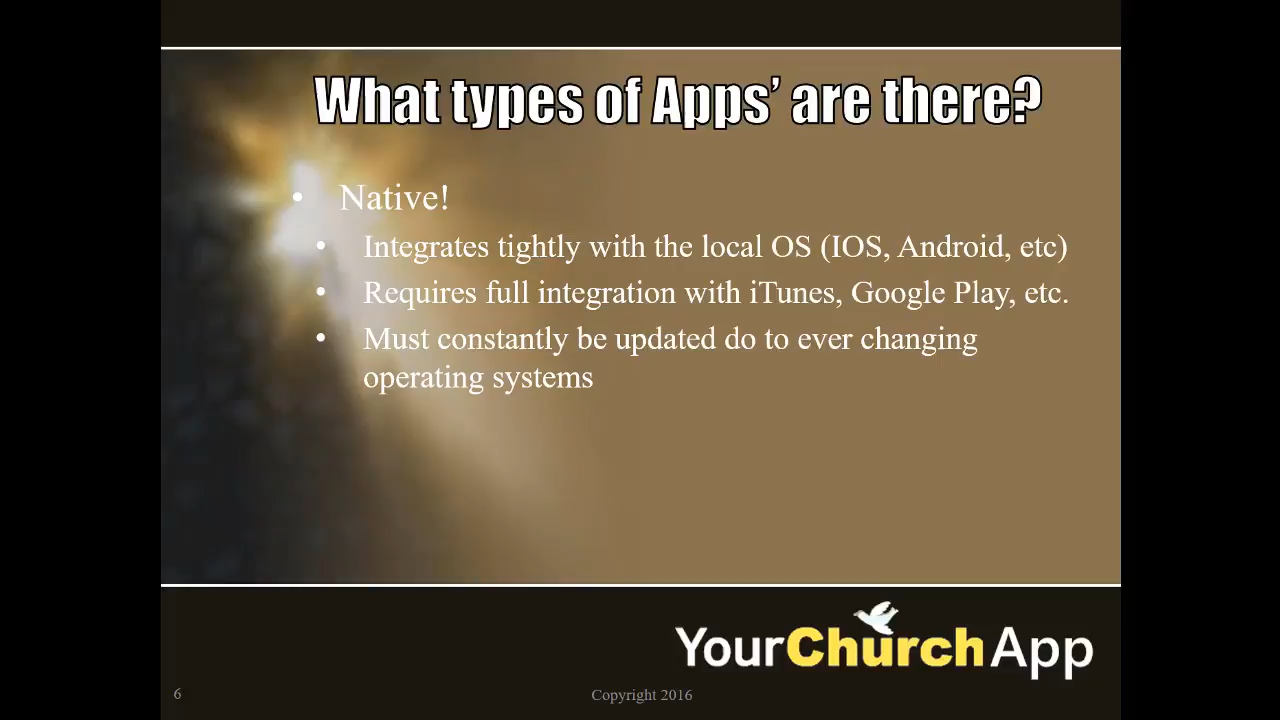 What types of Apps’ are there?
• Native!
• Integrates tightly with the local OS (IOS, Android, etc)
• Requires full integration with iTunes, Google Play, etc.
• Must constantly be updated do to ever changing
operating systems
YourChurchApp
6
Copyright 2016